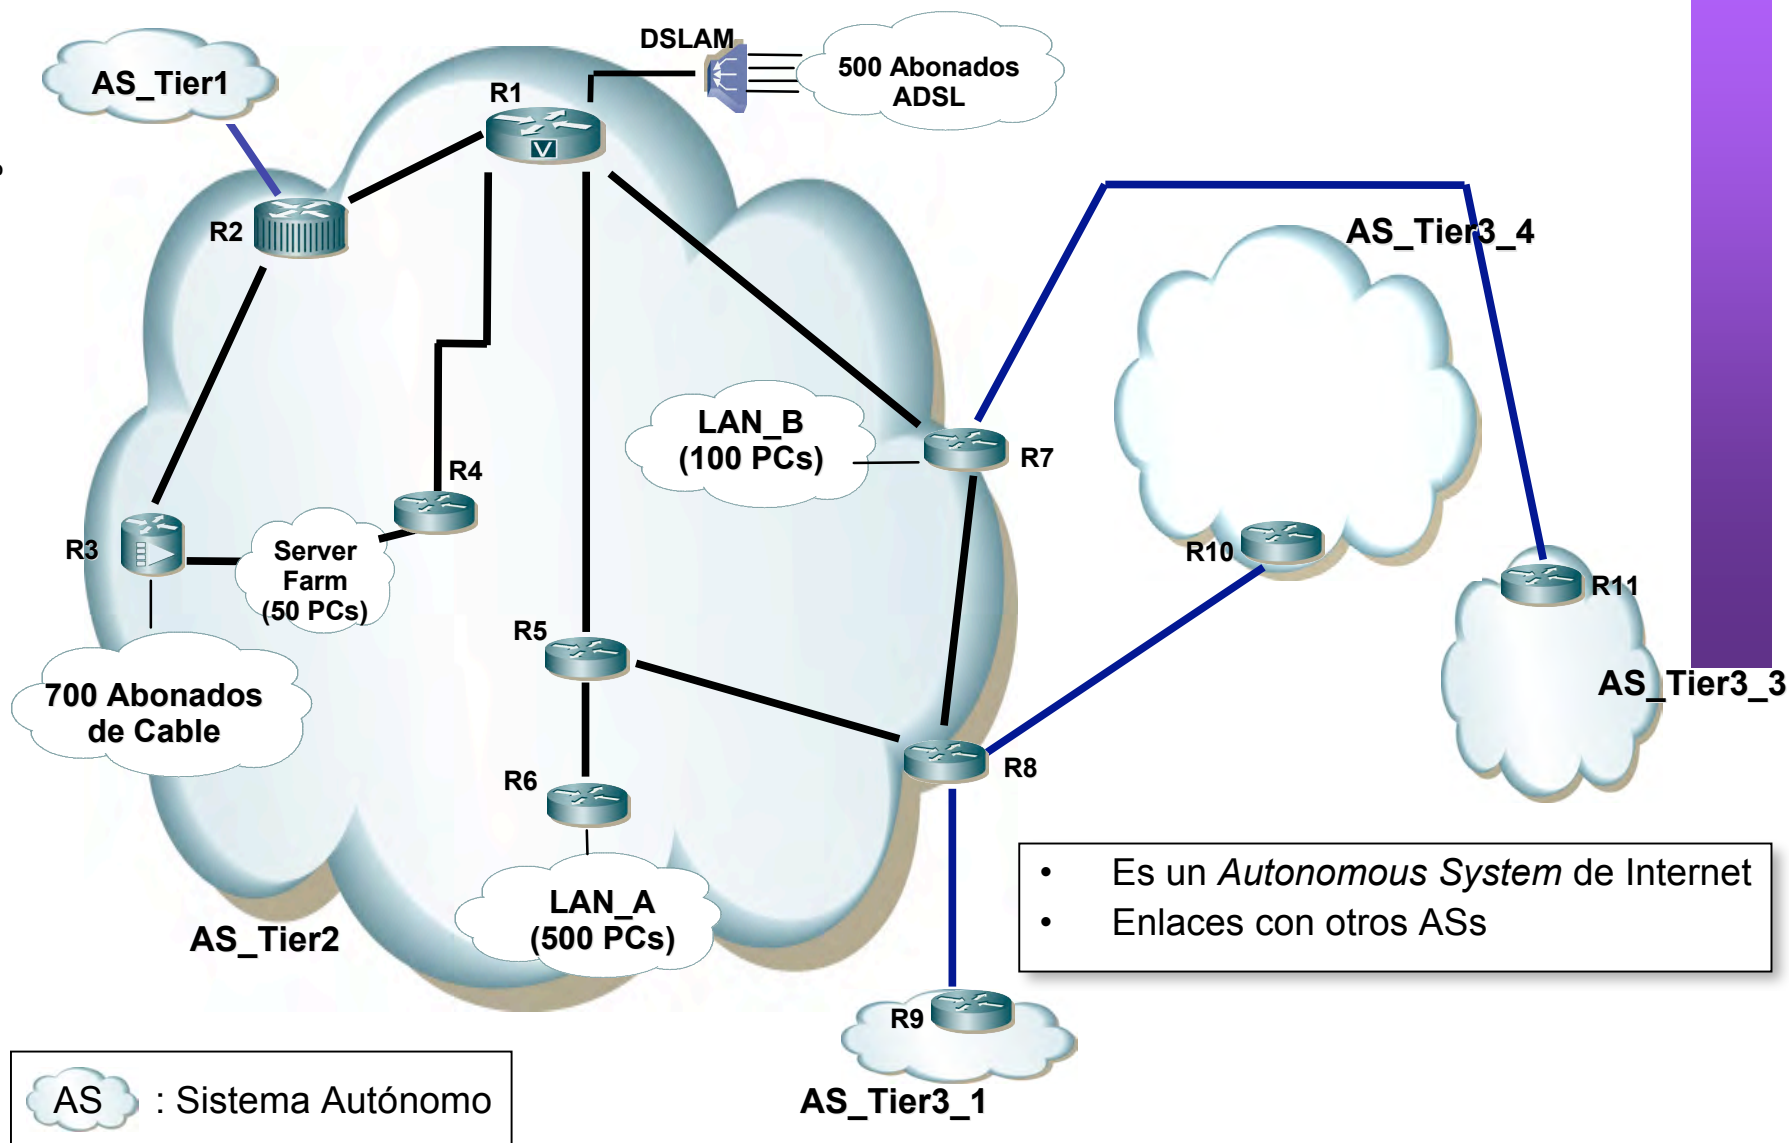 DSLAM
AS_Tier1
500 Abonados
ADSL
R1
V
R2
AS_Tier3_4
LAN_B
(100 PCs)
R7
R4
R3
Server
Farm
(50 PCs)
R10
R11
R5
700 Abonados
de Cable
AS_Tier3_3
R8
R6
LAN_A
(500 PCs)
AS_Tier2
• Es un Autonomous System de Internet
• Enlaces con otros ASs
R9
AS : Sistema Autónomo
AS_Tier3_1